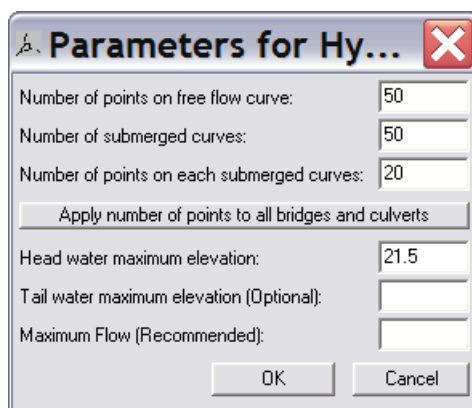 Parameters for Hy...
Number of points on free flow curve: 50
Number of submerged curves: 50
Number of points on each submerged curves: 20
Apply number of points to all bridges and culverts
Head water maximum elevation: 21.5
Tail water maximum elevation (Optional):
Maximum Flow (Recommended):
OK Cancel